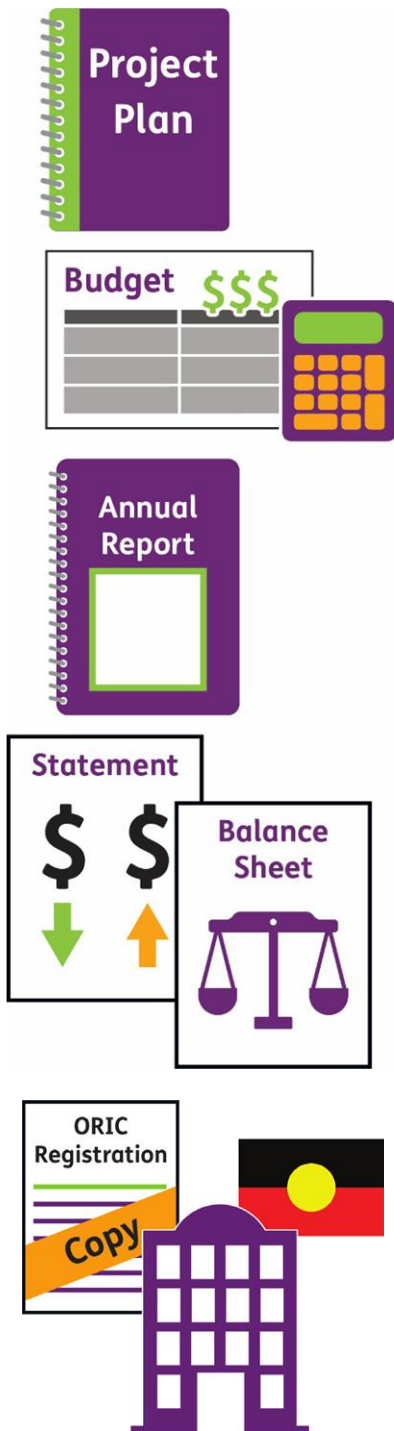 Project
Plan
Budget
$$$
Annual
Report
Statement
$ $
Balance
Sheet
ORIC
Registration
Copy